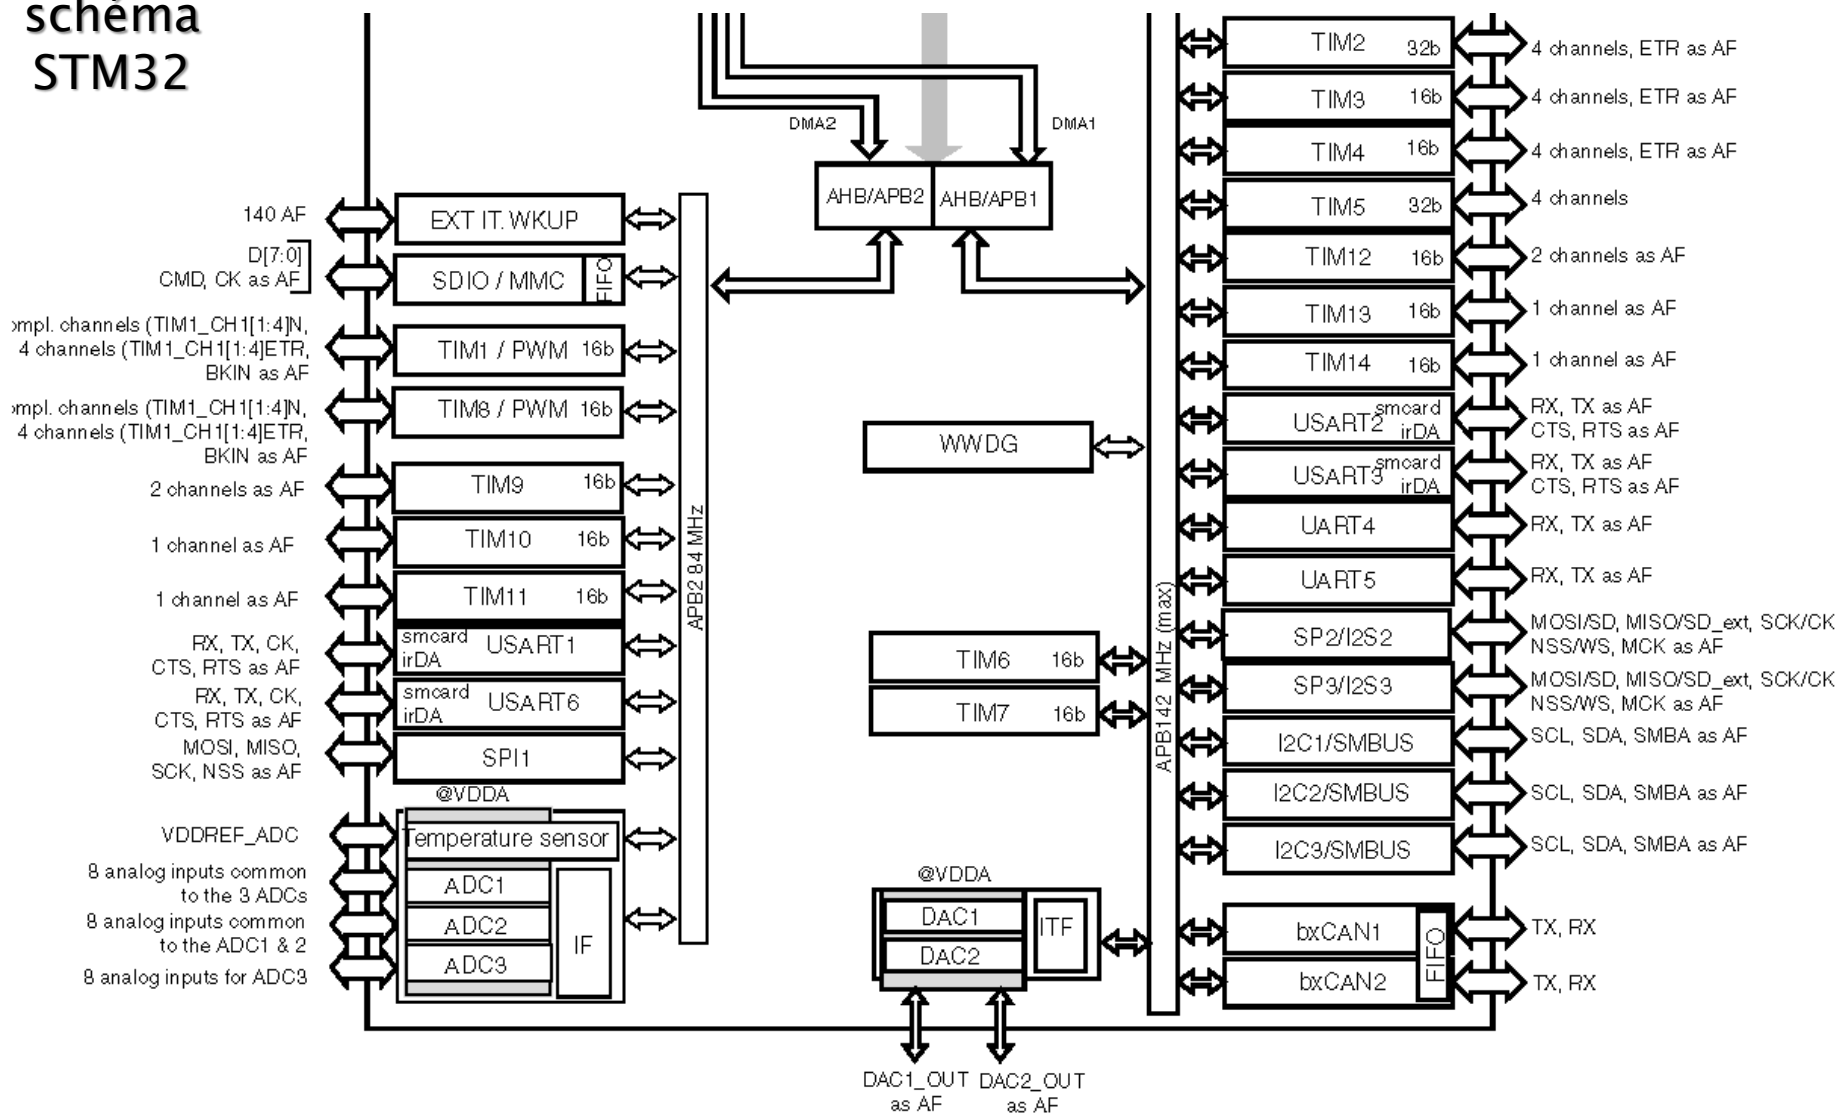 schéma
STM32
DMA2
DMA1
AHB/APB2
AHB/APB1
140 AF
EXT IT. WKUP
D[7:0]
CMD, CK as AF
SDIO / MMC
FIFO
ompl. channels (TIM1_CH1[1:4]N,
4 channels (TIM1_CH1[1:4]ETR,
BKIN as AF
TIM1 / PWM 16b
ompl. channels (TIM1_CH1[1:4]N,
4 channels (TIM1_CH1[1:4]ETR,
BKIN as AF
TIM8 / PWM 16b
2 channels as AF
TIM9 16b
1 channel as AF
TIM10 16b
1 channel as AF
TIM11 16b
RX, TX, CK,
CTS, RTS as AF
smcard
irDA
USART1
RX, TX, CK,
CTS, RTS as AF
smcard
irDA
USART6
MOSI, MISO,
SCK, NSS as AF
SPI1
@VDDA
VDDREF_ADC
Temperature sensor
8 analog inputs common
to the 3 ADCs
ADC1
8 analog inputs common
to the ADC1 & 2
ADC2
8 analog inputs for ADC3
ADC3
IF
APB2 84 MHz
WWDG
TIM6 16b
TIM7 16b
@VDDA
DAC1
DAC2
ITF
DAC1_OUT
as AF
DAC2_OUT
as AF
APB142 MHz (max)
TIM2 32b
4 channels, ETR as AF
TIM3 16b
4 channels, ETR as AF
TIM4 16b
4 channels, ETR as AF
TIM5 32b
4 channels
TIM12 16b
2 channels as AF
TIM13 16b
1 channel as AF
TIM14 16b
1 channel as AF
USART2
smcard
irDA
RX, TX as AF
CTS, RTS as AF
USART3
smcard
irDA
RX, TX as AF
CTS, RTS as AF
UART4
RX, TX as AF
UART5
RX, TX as AF
SP2/I2S2
MOSI/SD, MISO/SD_ext, SCK/CK
NSS/WS, MCK as AF
SP3/I2S3
MOSI/SD, MISO/SD_ext, SCK/CK
NSS/WS, MCK as AF
I2C1/SMBUS
SCL, SDA, SMBA as AF
I2C2/SMBUS
SCL, SDA, SMBA as AF
I2C3/SMBUS
SCL, SDA, SMBA as AF
bxCAN1
TX, RX
bxCAN2
TX, RX
FIFO